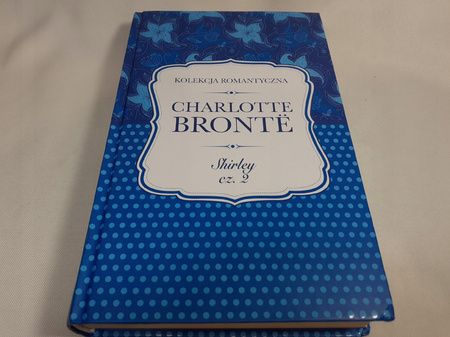 KOLEKCJA ROMANTYCZNA
CHARLOTTE
BRONTË
Shirley
cz. 2